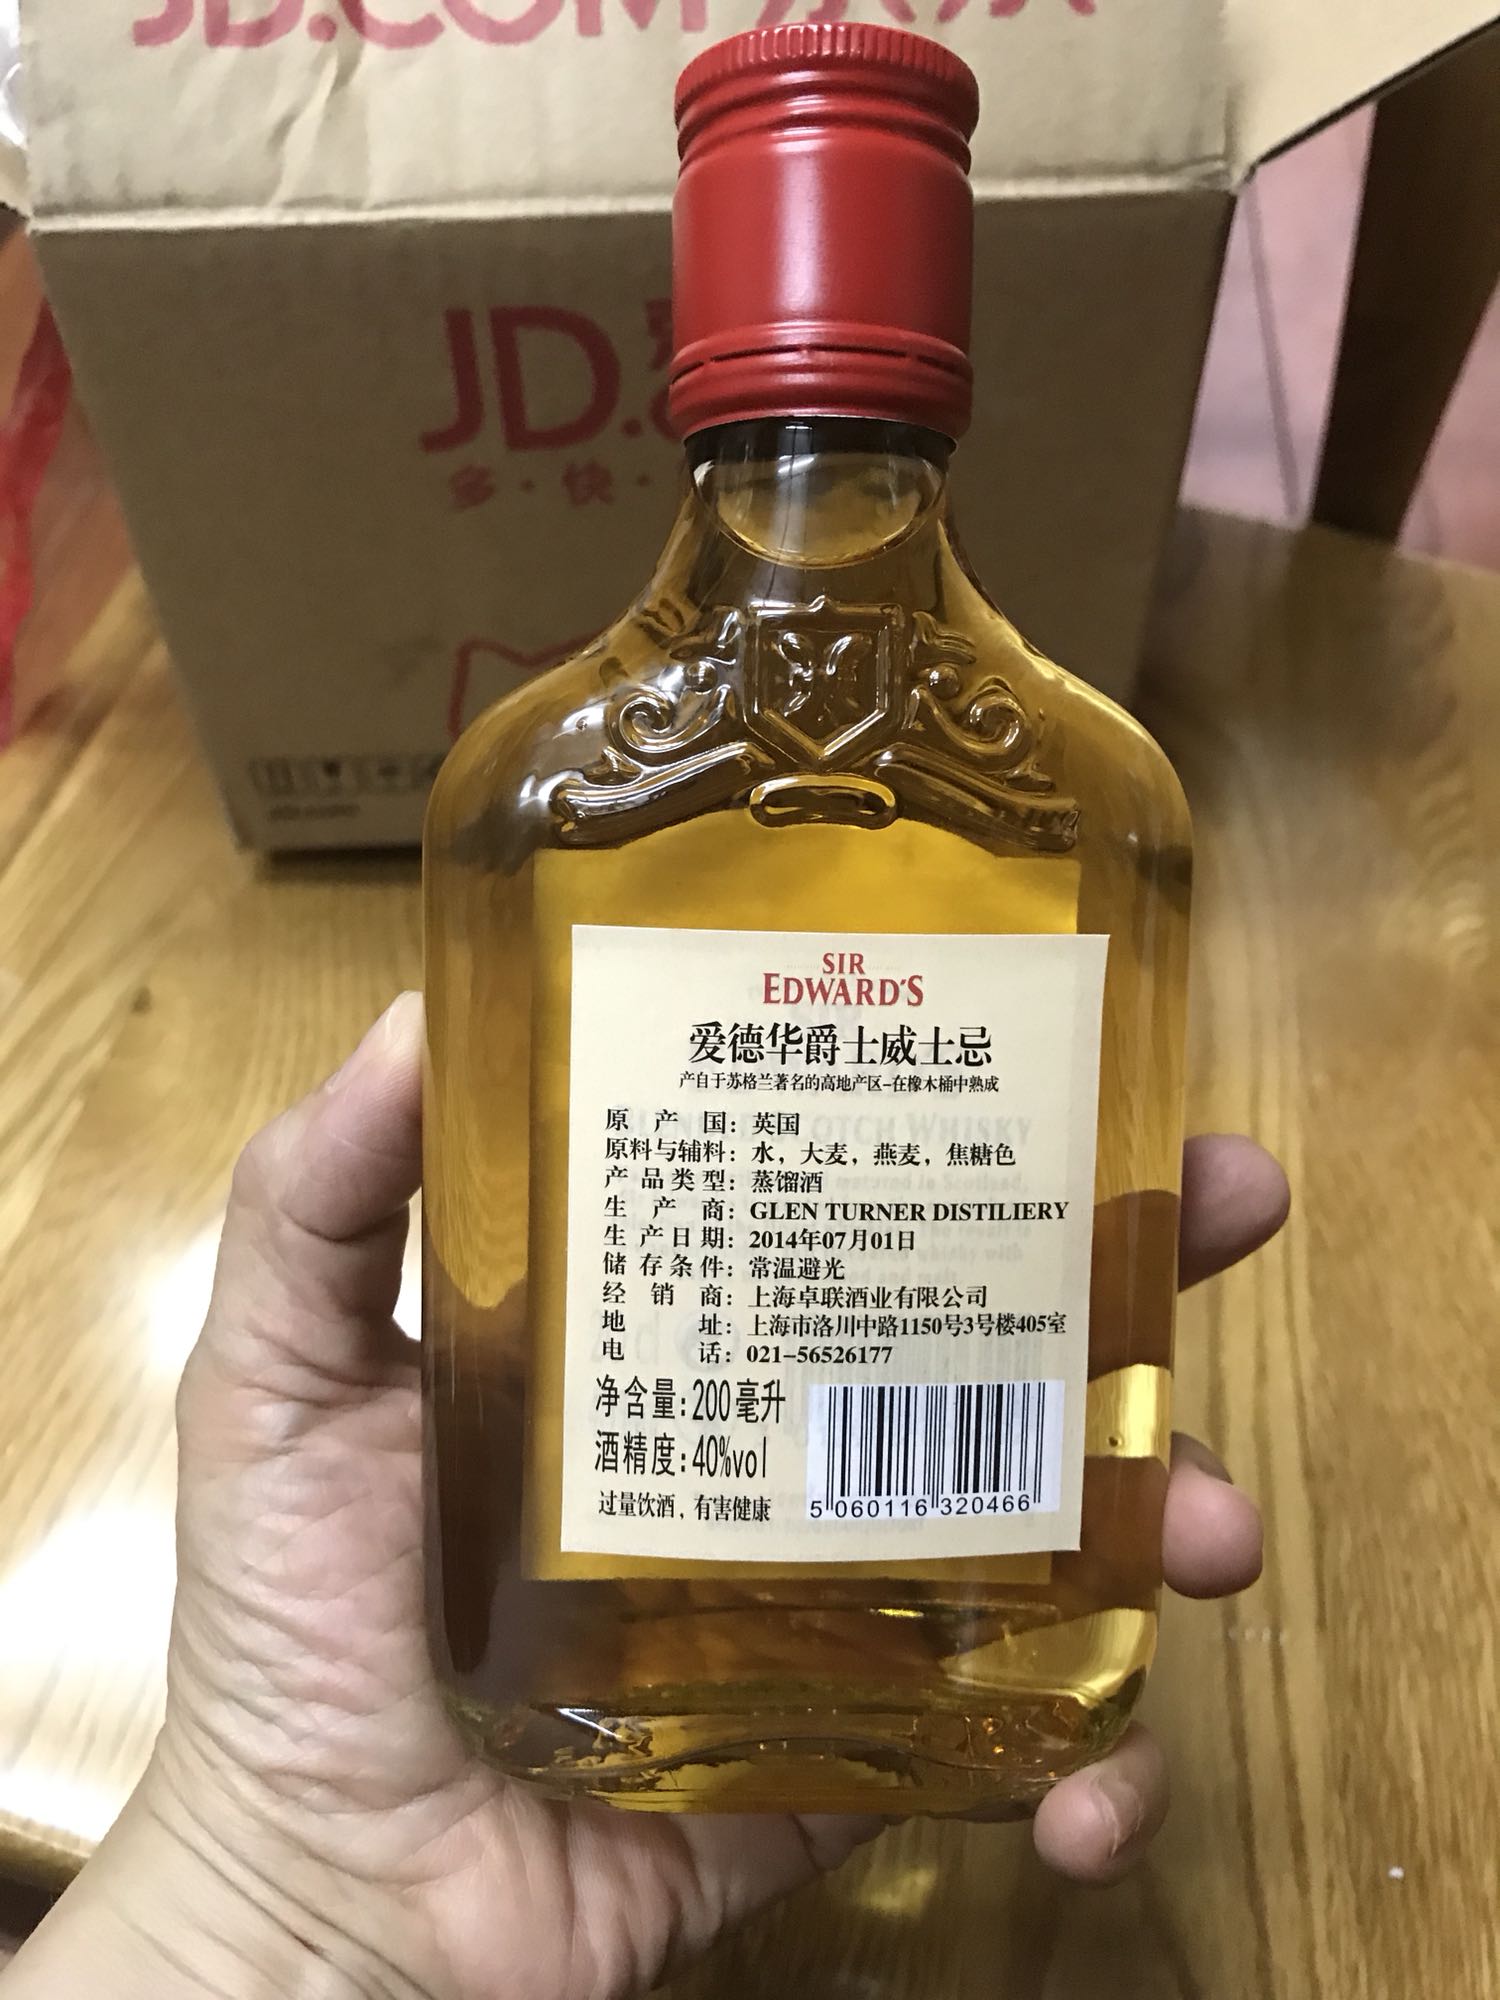 JD.COM
JD.
多·快·
SIR
EDWARD'S
爱德华爵士威士忌
产自于苏格兰著名的高地产区-在橡木桶中熟成
原产国：英国
原料与辅料：水，大麦，燕麦，焦糖色
产品类型：蒸馏酒
生产商：GLEN TURNER DISTILIERY
生产日期：2014年07月01日
储存条件：常温避光
经销商：上海卓联酒业有限公司
地址：上海市洛川中路1150号3号楼405室
电话：021-56526177
净含量：200毫升
酒精度：40%vol
过量饮酒，有害健康
5 060116 320466